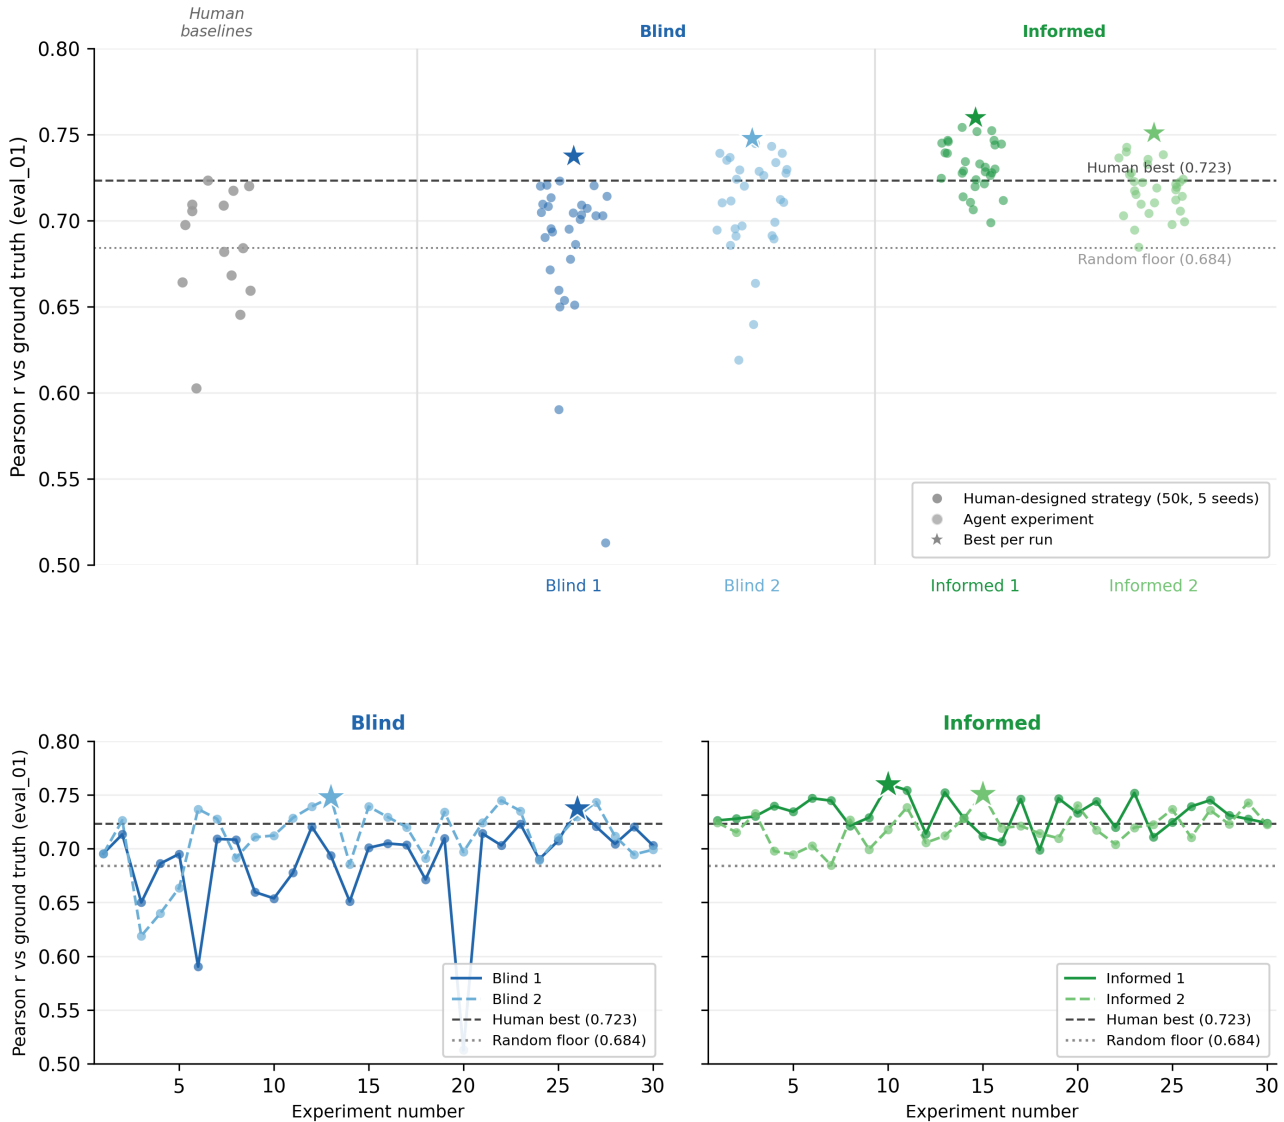 Human
baselines
Blind
Informed
Pearson r vs ground truth (eval_01)
0.80
0.75
0.70
0.65
0.60
0.55
0.50
Human best (0.723)
Random floor (0.684)
Human-designed strategy (50k, 5 seeds)
Agent experiment
Best per run
Blind 1
Blind 2
Informed 1
Informed 2
Blind
Pearson r vs ground truth (eval_01)
0.80
0.75
0.70
0.65
0.60
0.55
0.50
Blind 1
Blind 2
Human best (0.723)
Random floor (0.684)
5
10
15
20
25
30
Experiment number
Informed
Informed 1
Informed 2
Human best (0.723)
Random floor (0.684)
5
10
15
20
25
30
Experiment number